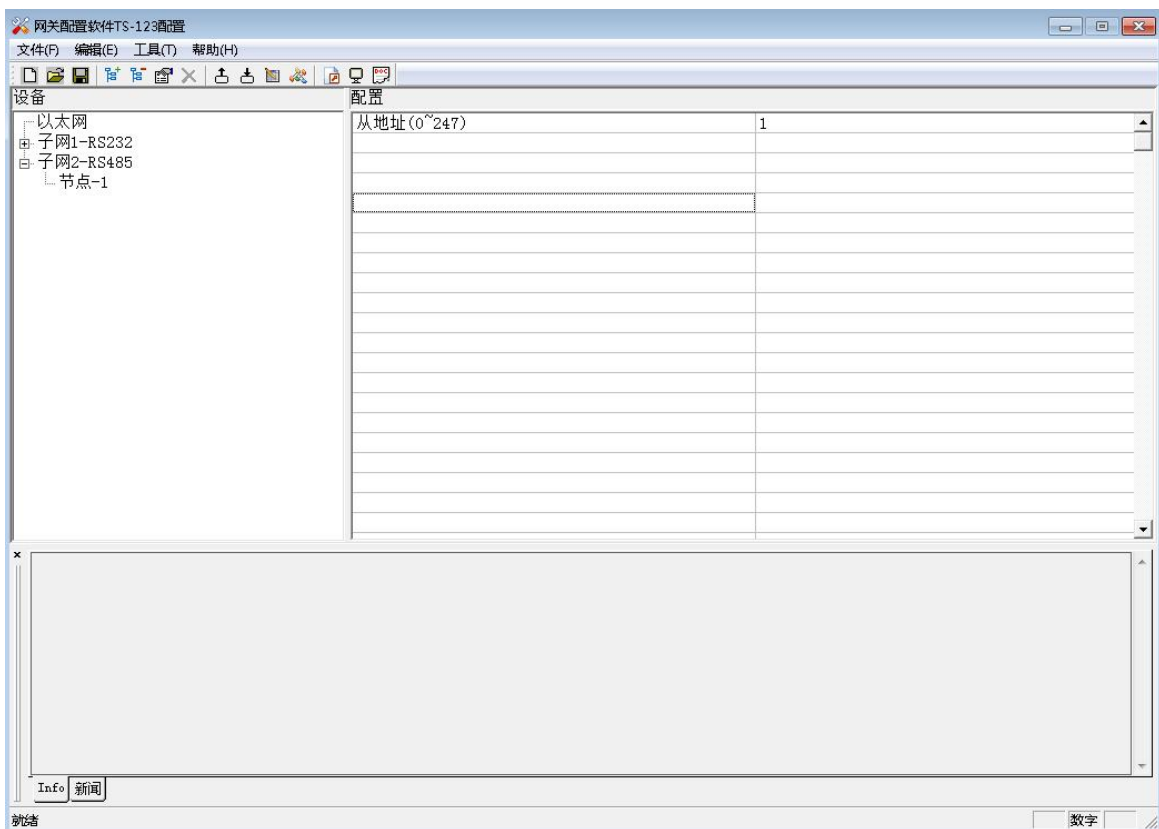 网关配置软件TS-123配置
文件(F) 编辑(E) 工具(T) 帮助(H)
设备
配置
以太网
子网1-RS232
子网2-RS485
节点-1
从地址(0~247) 1
Info 新闻
就绪 数字